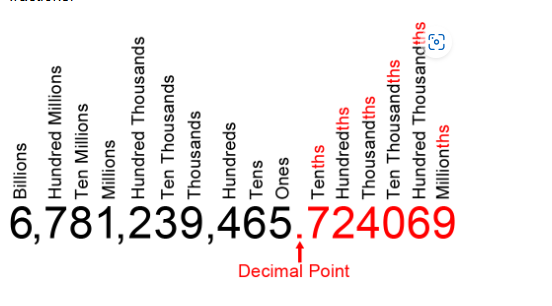 Billions
Hundred Millions
Ten Millions
Millions
Hundred Thousands
Ten Thousands
Thousands
Hundreds
Tens
Ones
Tenths
Hundredths
Thousandths
Ten Thousandths
Hundred Thousandths
Millionths
6,781,239,465.724069
Decimal Point